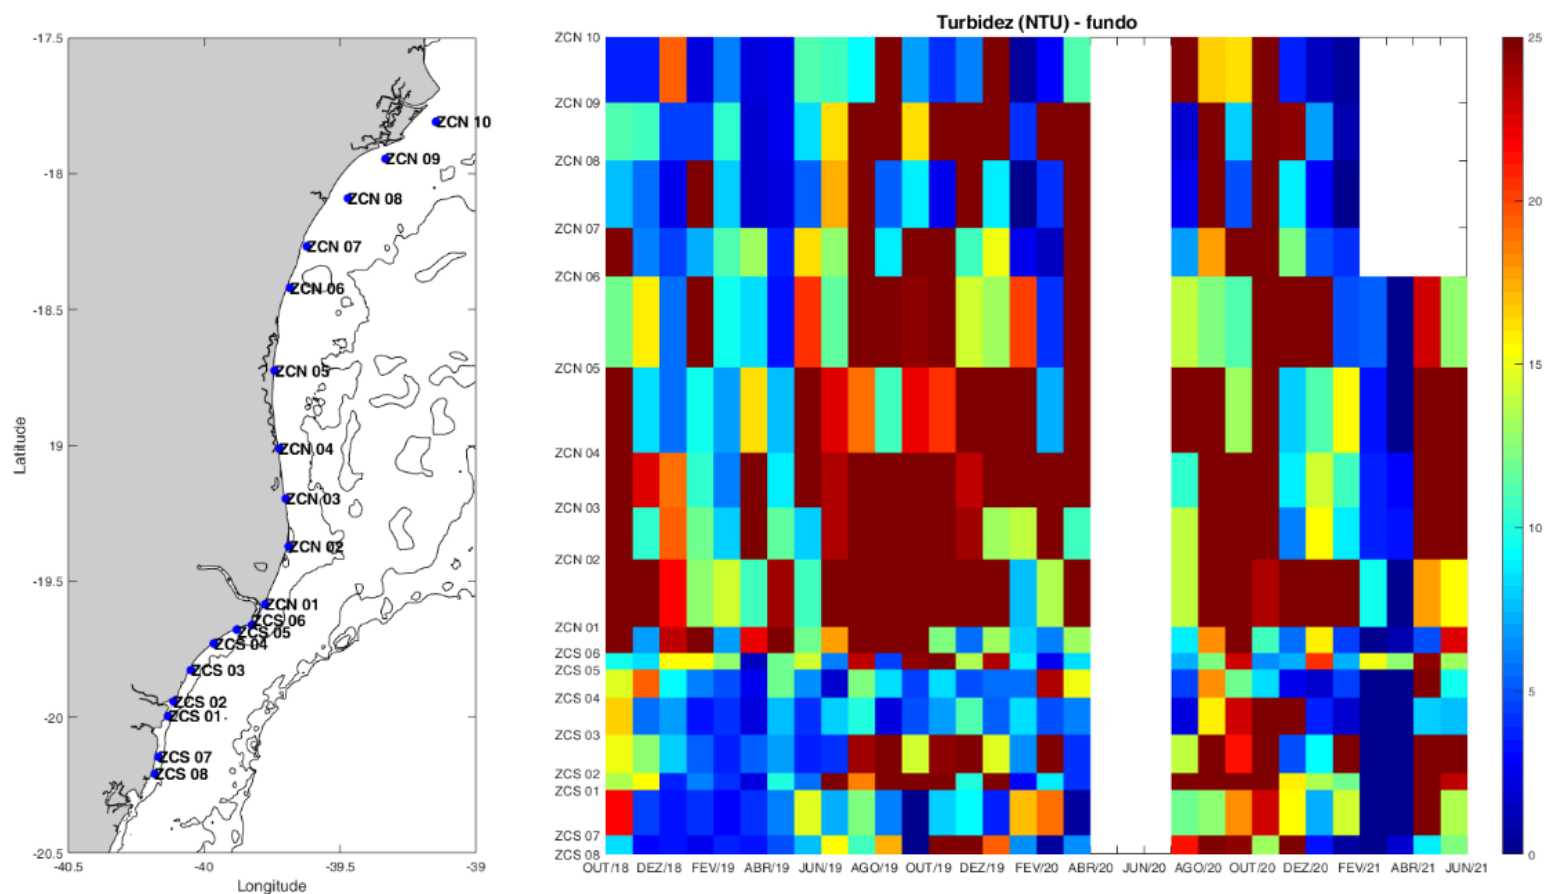 Turbidez (NTU) - fundo
-17.5
-18
-18.5
-19
-19.5
-20
-20.5
Latitude
-40.5
-40
-39.5
-39
Longitude
ZCN 10
ZCN 09
ZCN 08
ZCN 07
ZCN 06
ZCN 05
ZCN 04
ZCN 03
ZCN 02
ZCN 01
ZCS 06
ZCS 05
ZCS 04
ZCS 03
ZCS 02
ZCS 01
ZCS 07
ZCS 08
ZCN 10
ZCN 09
ZCN 08
ZCN 07
ZCN 06
ZCN 05
ZCN 04
ZCN 03
ZCN 02
ZCN 01
ZCS 06
ZCS 05
ZCS 04
ZCS 03
ZCS 02
ZCS 01
ZCS 07
ZCS 08
OUT/18 DEZ/18 FEV/19 ABR/19 JUN/19 AGO/19 OUT/19 DEZ/19 FEV/20 ABR/20 JUN/20 AGO/20 OUT/20 DEZ/20 FEV/21 ABR/21 JUN/21
25
20
15
10
5
0